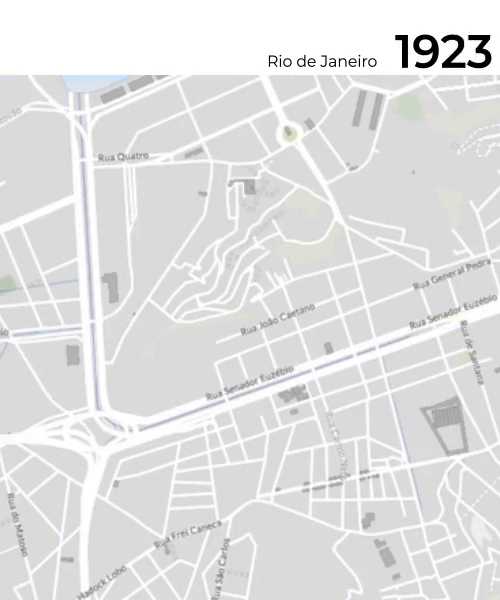 Rio de Janeiro 1923
Rua Quatro
Rua General Pedra
Rua Senador Euzébio
Rua João Caetano
Rua de Santana
Rua Senador Euzébio
Rua do Matoso
Rua Frei Caneca
Rua São Carlos
Hadock Lobo